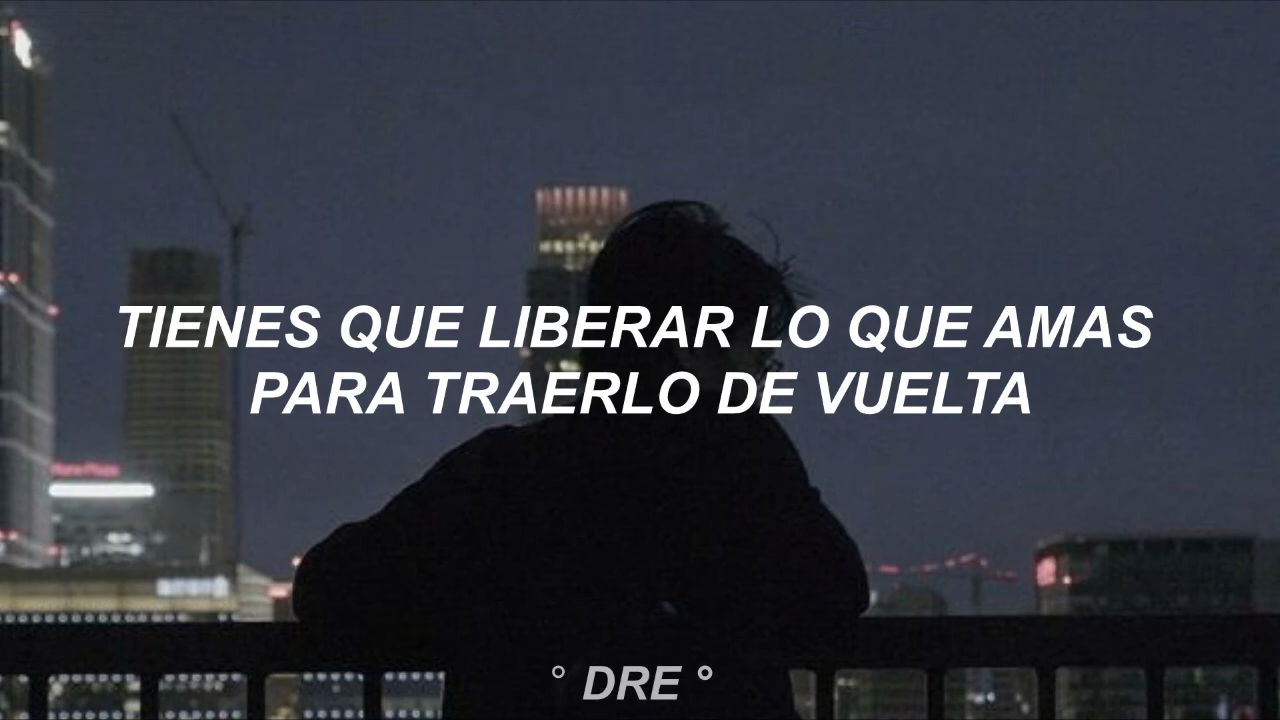 TIENES QUE LIBERAR LO QUE AMAS
PARA TRAERLO DE VUELTA
° DRE °